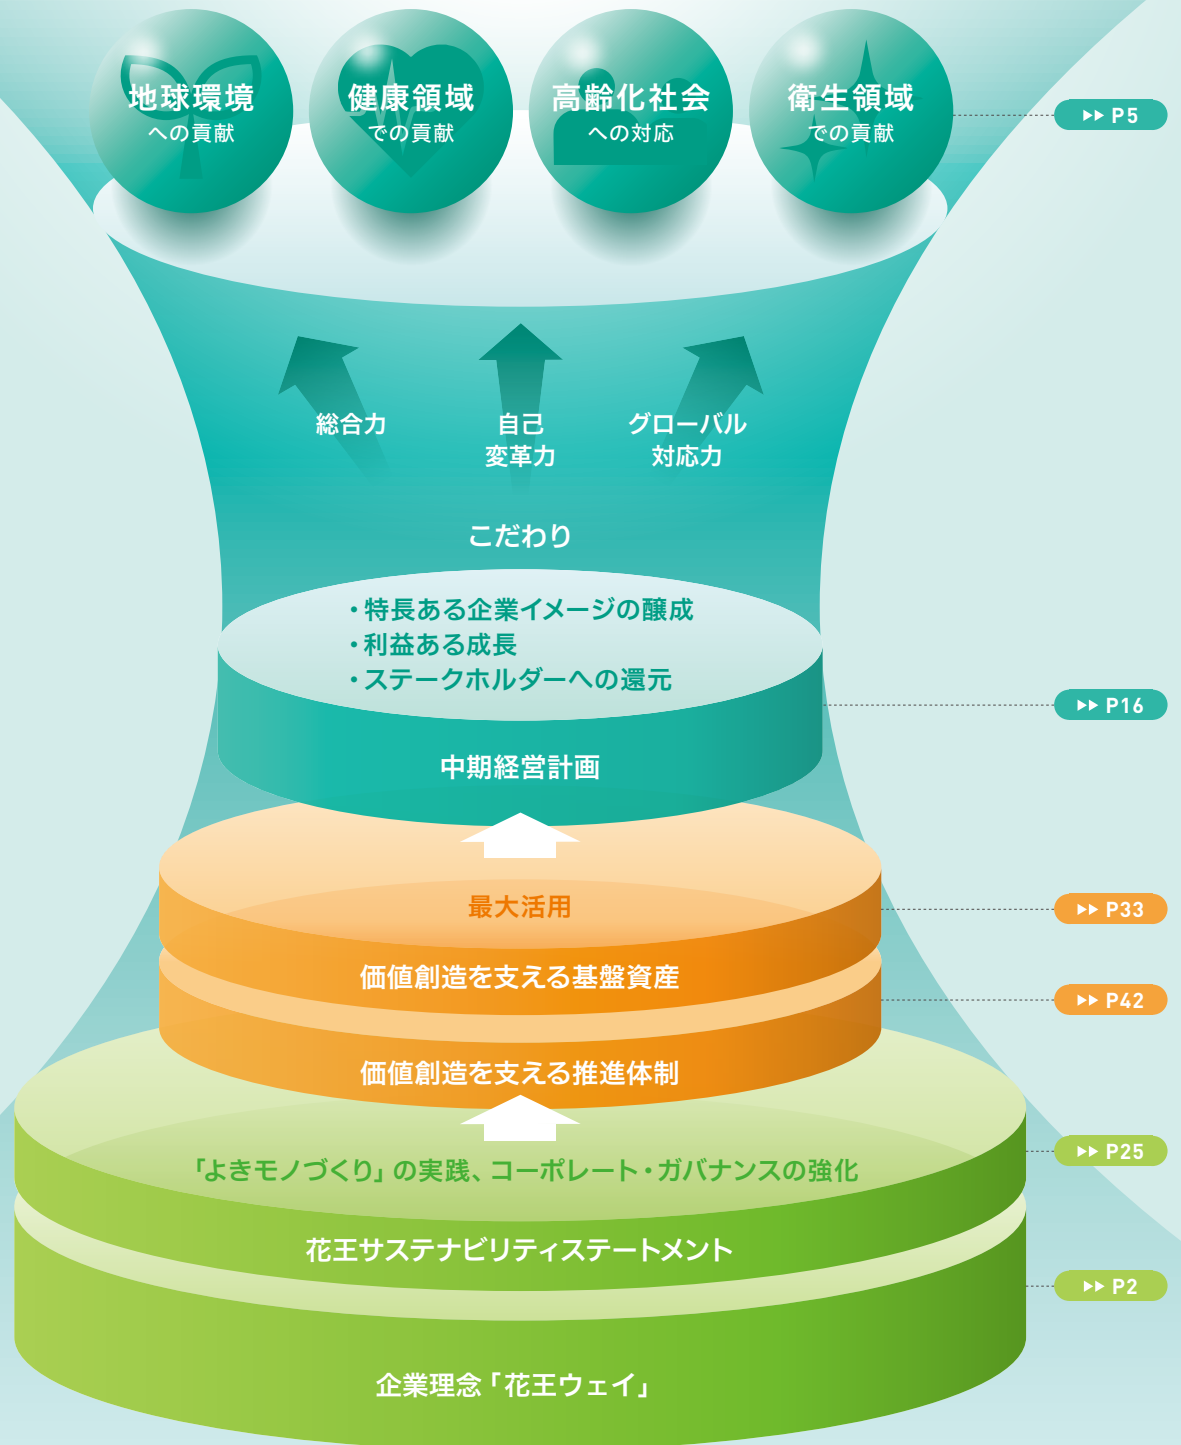 地球環境
への貢献
健康領域
での貢献
高齢化社会
への対応
衛生領域
での貢献
▶▶ P5
総合力
自己
変革力
グローバル
対応力
こだわり
・特長ある企業イメージの醸成
・利益ある成長
・ステークホルダーへの還元
▶▶ P16
中期経営計画
最大活用
▶▶ P33
価値創造を支える基盤資産
▶▶ P42
価値創造を支える推進体制
「よきモノづくり」の実践、コーポレート・ガバナンスの強化
▶▶ P25
花王サステナビリティステートメント
▶▶ P2
企業理念「花王ウェイ」